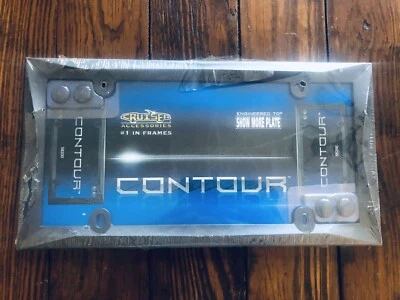 CRUISER
ACCESSORIES
#1 IN FRAMES
ENGINEERED TO
SHOW MORE PLATE
CONTOUR
CONTOUR
CONTOUR